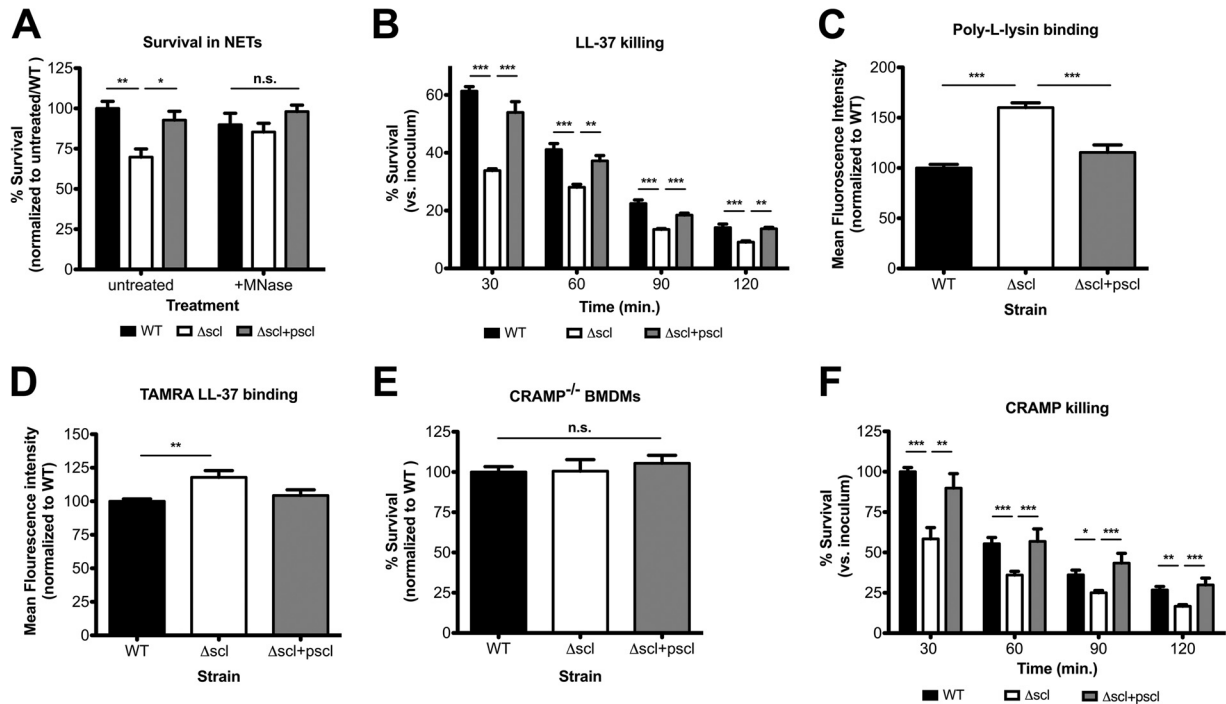 A
Survival in NETs
% Survival
(normalized to untreated/WT)
125
100
75
50
25
0
**
*
n.s.
untreated
+MNase
Treatment
WT
Δscl
Δscl+pscl
B
LL-37 killing
% Survival
(vs. inoculum)
60
40
20
0
***
***
***
**
***
***
***
**
30
60
90
120
Time (min.)
WT
Δscl
Δscl+pscl
C
Poly-L-lysin binding
Mean Fluoroscence Intensity
(normalized to WT)
200
150
100
50
0
***
***
WT
Δscl
Δscl+pscl
Strain
D
TAMRA LL-37 binding
Mean Flourescence intensity
(normalized to WT)
150
125
100
75
50
25
0
**
WT
Δscl
Δscl+pscl
Strain
E
CRAMP-/- BMDMs
% Survival
(normalized to WT )
125
100
75
50
25
0
n.s.
WT
Δscl
Δscl+pscl
Strain
F
CRAMP killing
% Survival
(vs. inoculum)
125
100
75
50
25
0
***
**
***
***
*
***
**
***
30
60
90
120
Time (min.)
WT
Δscl
Δscl+pscl